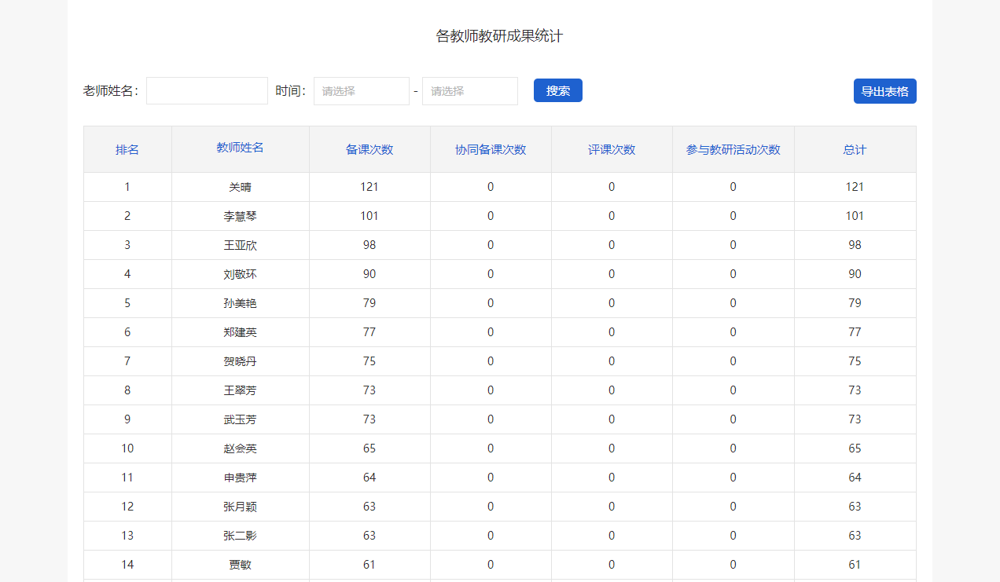 各教师教研成果统计
老师姓名: 时间: 请选择 - 请选择 搜索 导出表格
排名 教师姓名 备课次数 协同备课次数 评课次数 参与教研活动次数 总计
1 关晴 121 0 0 0 121
2 李慧琴 101 0 0 0 101
3 王亚欣 98 0 0 0 98
4 刘敬环 90 0 0 0 90
5 孙美艳 79 0 0 0 79
6 郑建英 77 0 0 0 77
7 贺晓丹 75 0 0 0 75
8 王翠芳 73 0 0 0 73
9 武玉芳 73 0 0 0 73
10 赵会英 65 0 0 0 65
11 申贵萍 64 0 0 0 64
12 张月颖 63 0 0 0 63
13 张二影 63 0 0 0 63
14 贾敏 61 0 0 0 61